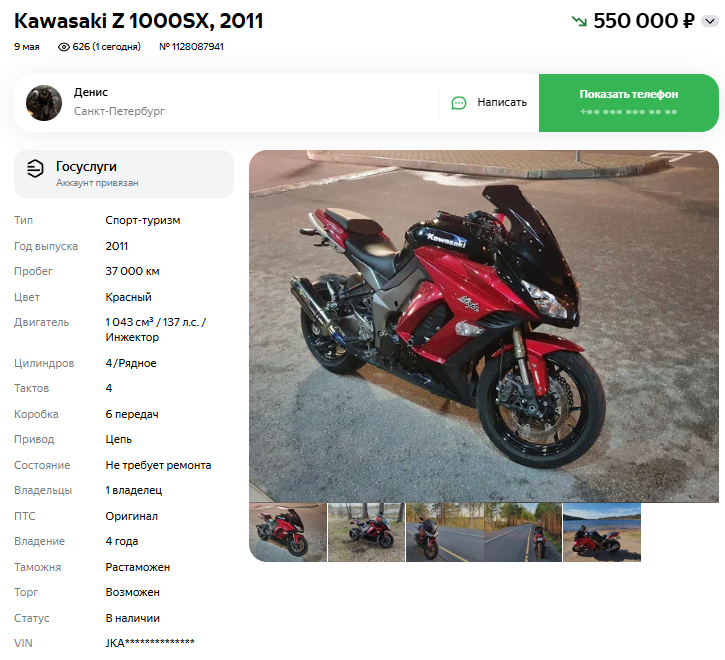 Kawasaki Z 1000SX, 2011
550 000 ₽
9 мая 626 (1 сегодня) № 1128087941
Денис
Санкт-Петербург
Написать
Показать телефон
Госуслуги
Аккаунт привязан
Тип Спорт-туризм
Год выпуска 2011
Пробег 37 000 км
Цвет Красный
Двигатель 1 043 см³ / 137 л.с. /
Инжектор
Цилиндров 4/Рядное
Тактов 4
Коробка 6 передач
Привод Цепь
Состояние Не требует ремонта
Владельцы 1 владелец
ПТС Оригинал
Владение 4 года
Таможня Растаможен
Торг Возможен
Статус В наличии
VIN JKA**************
Kawasaki
Ninja